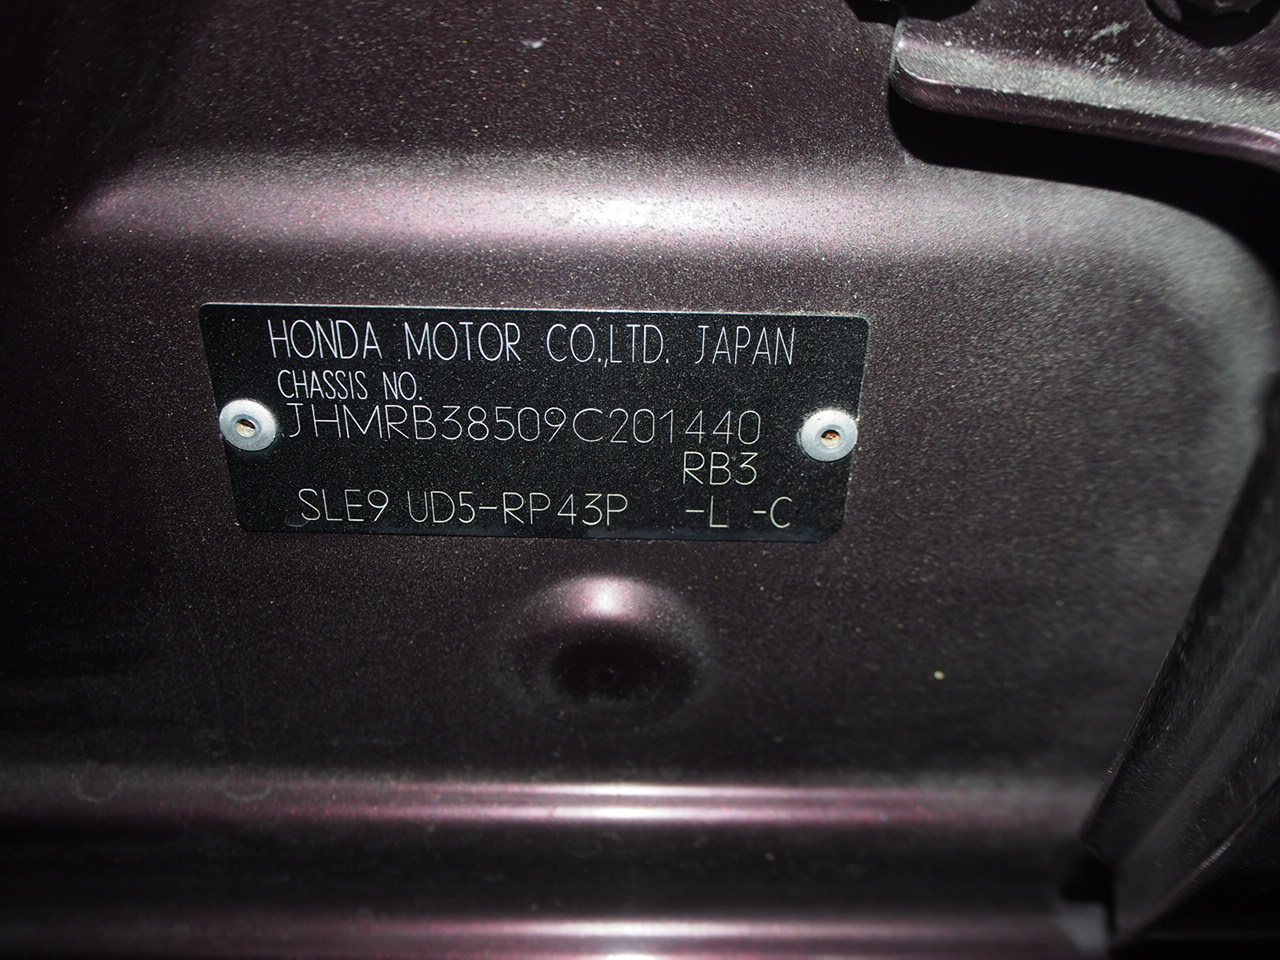 HONDA MOTOR CO.,LTD. JAPAN
CHASSIS NO.
JHMRB38509C201440
RB3
SLE9 UD5-RP43P -L -C